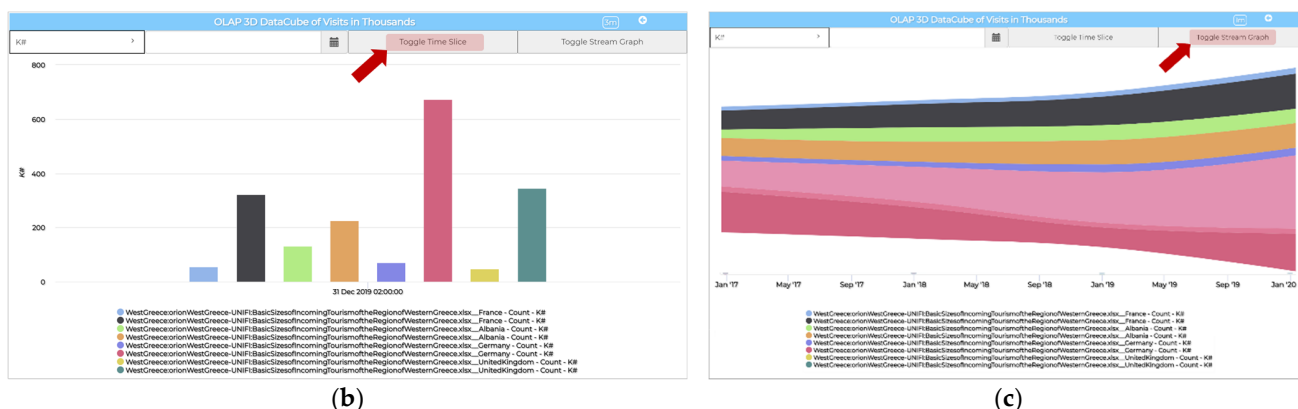 OLAP 3D DataCube of Visits in Thousands
3m
K#
Toggle Time Slice
Toggle Stream Graph
800
600
400
200
0
K#
31 Dec 2019 02:00:00
WestGreece:orionWestGreece-UNIFI:BasicSizesofIncomingTourismoftheRegionofWesternGreece.xlsx__France - Count - K#
WestGreece:orionWestGreece-UNIFI:BasicSizesofIncomingTourismoftheRegionofWesternGreece.xlsx__France - Count - K#
WestGreece:orionWestGreece-UNIFI:BasicSizesofIncomingTourismoftheRegionofWesternGreece.xlsx__Albania - Count - K#
WestGreece:orionWestGreece-UNIFI:BasicSizesofIncomingTourismoftheRegionofWesternGreece.xlsx__Albania - Count - K#
WestGreece:orionWestGreece-UNIFI:BasicSizesofIncomingTourismoftheRegionofWesternGreece.xlsx__Germany - Count - K#
WestGreece:orionWestGreece-UNIFI:BasicSizesofIncomingTourismoftheRegionofWesternGreece.xlsx__Germany - Count - K#
WestGreece:orionWestGreece-UNIFI:BasicSizesofIncomingTourismoftheRegionofWesternGreece.xlsx__UnitedKingdom - Count - K#
WestGreece:orionWestGreece-UNIFI:BasicSizesofIncomingTourismoftheRegionofWesternGreece.xlsx__UnitedKingdom - Count - K#
(b)
OLAP 3D DataCube of Visits in Thousands
K#
Toggle Time Slice
Toggle Stream Graph
Jan '17
May '17
Sep '17
Jan '18
May '18
Sep '18
Jan '19
May '19
Sep '19
Jan '20
WestGreece:orionWestGreece-UNIFI:BasicSizesofIncomingTourismoftheRegionofWesternGreece.xlsx__France - Count - K#
WestGreece:orionWestGreece-UNIFI:BasicSizesofIncomingTourismoftheRegionofWesternGreece.xlsx__France - Count - K#
WestGreece:orionWestGreece-UNIFI:BasicSizesofIncomingTourismoftheRegionofWesternGreece.xlsx__Albania - Count - K#
WestGreece:orionWestGreece-UNIFI:BasicSizesofIncomingTourismoftheRegionofWesternGreece.xlsx__Albania - Count - K#
WestGreece:orionWestGreece-UNIFI:BasicSizesofIncomingTourismoftheRegionofWesternGreece.xlsx__Germany - Count - K#
WestGreece:orionWestGreece-UNIFI:BasicSizesofIncomingTourismoftheRegionofWesternGreece.xlsx__Germany - Count - K#
WestGreece:orionWestGreece-UNIFI:BasicSizesofIncomingTourismoftheRegionofWesternGreece.xlsx__UnitedKingdom - Count - K#
WestGreece:orionWestGreece-UNIFI:BasicSizesofIncomingTourismoftheRegionofWesternGreece.xlsx__UnitedKingdom - Count - K#
(c)